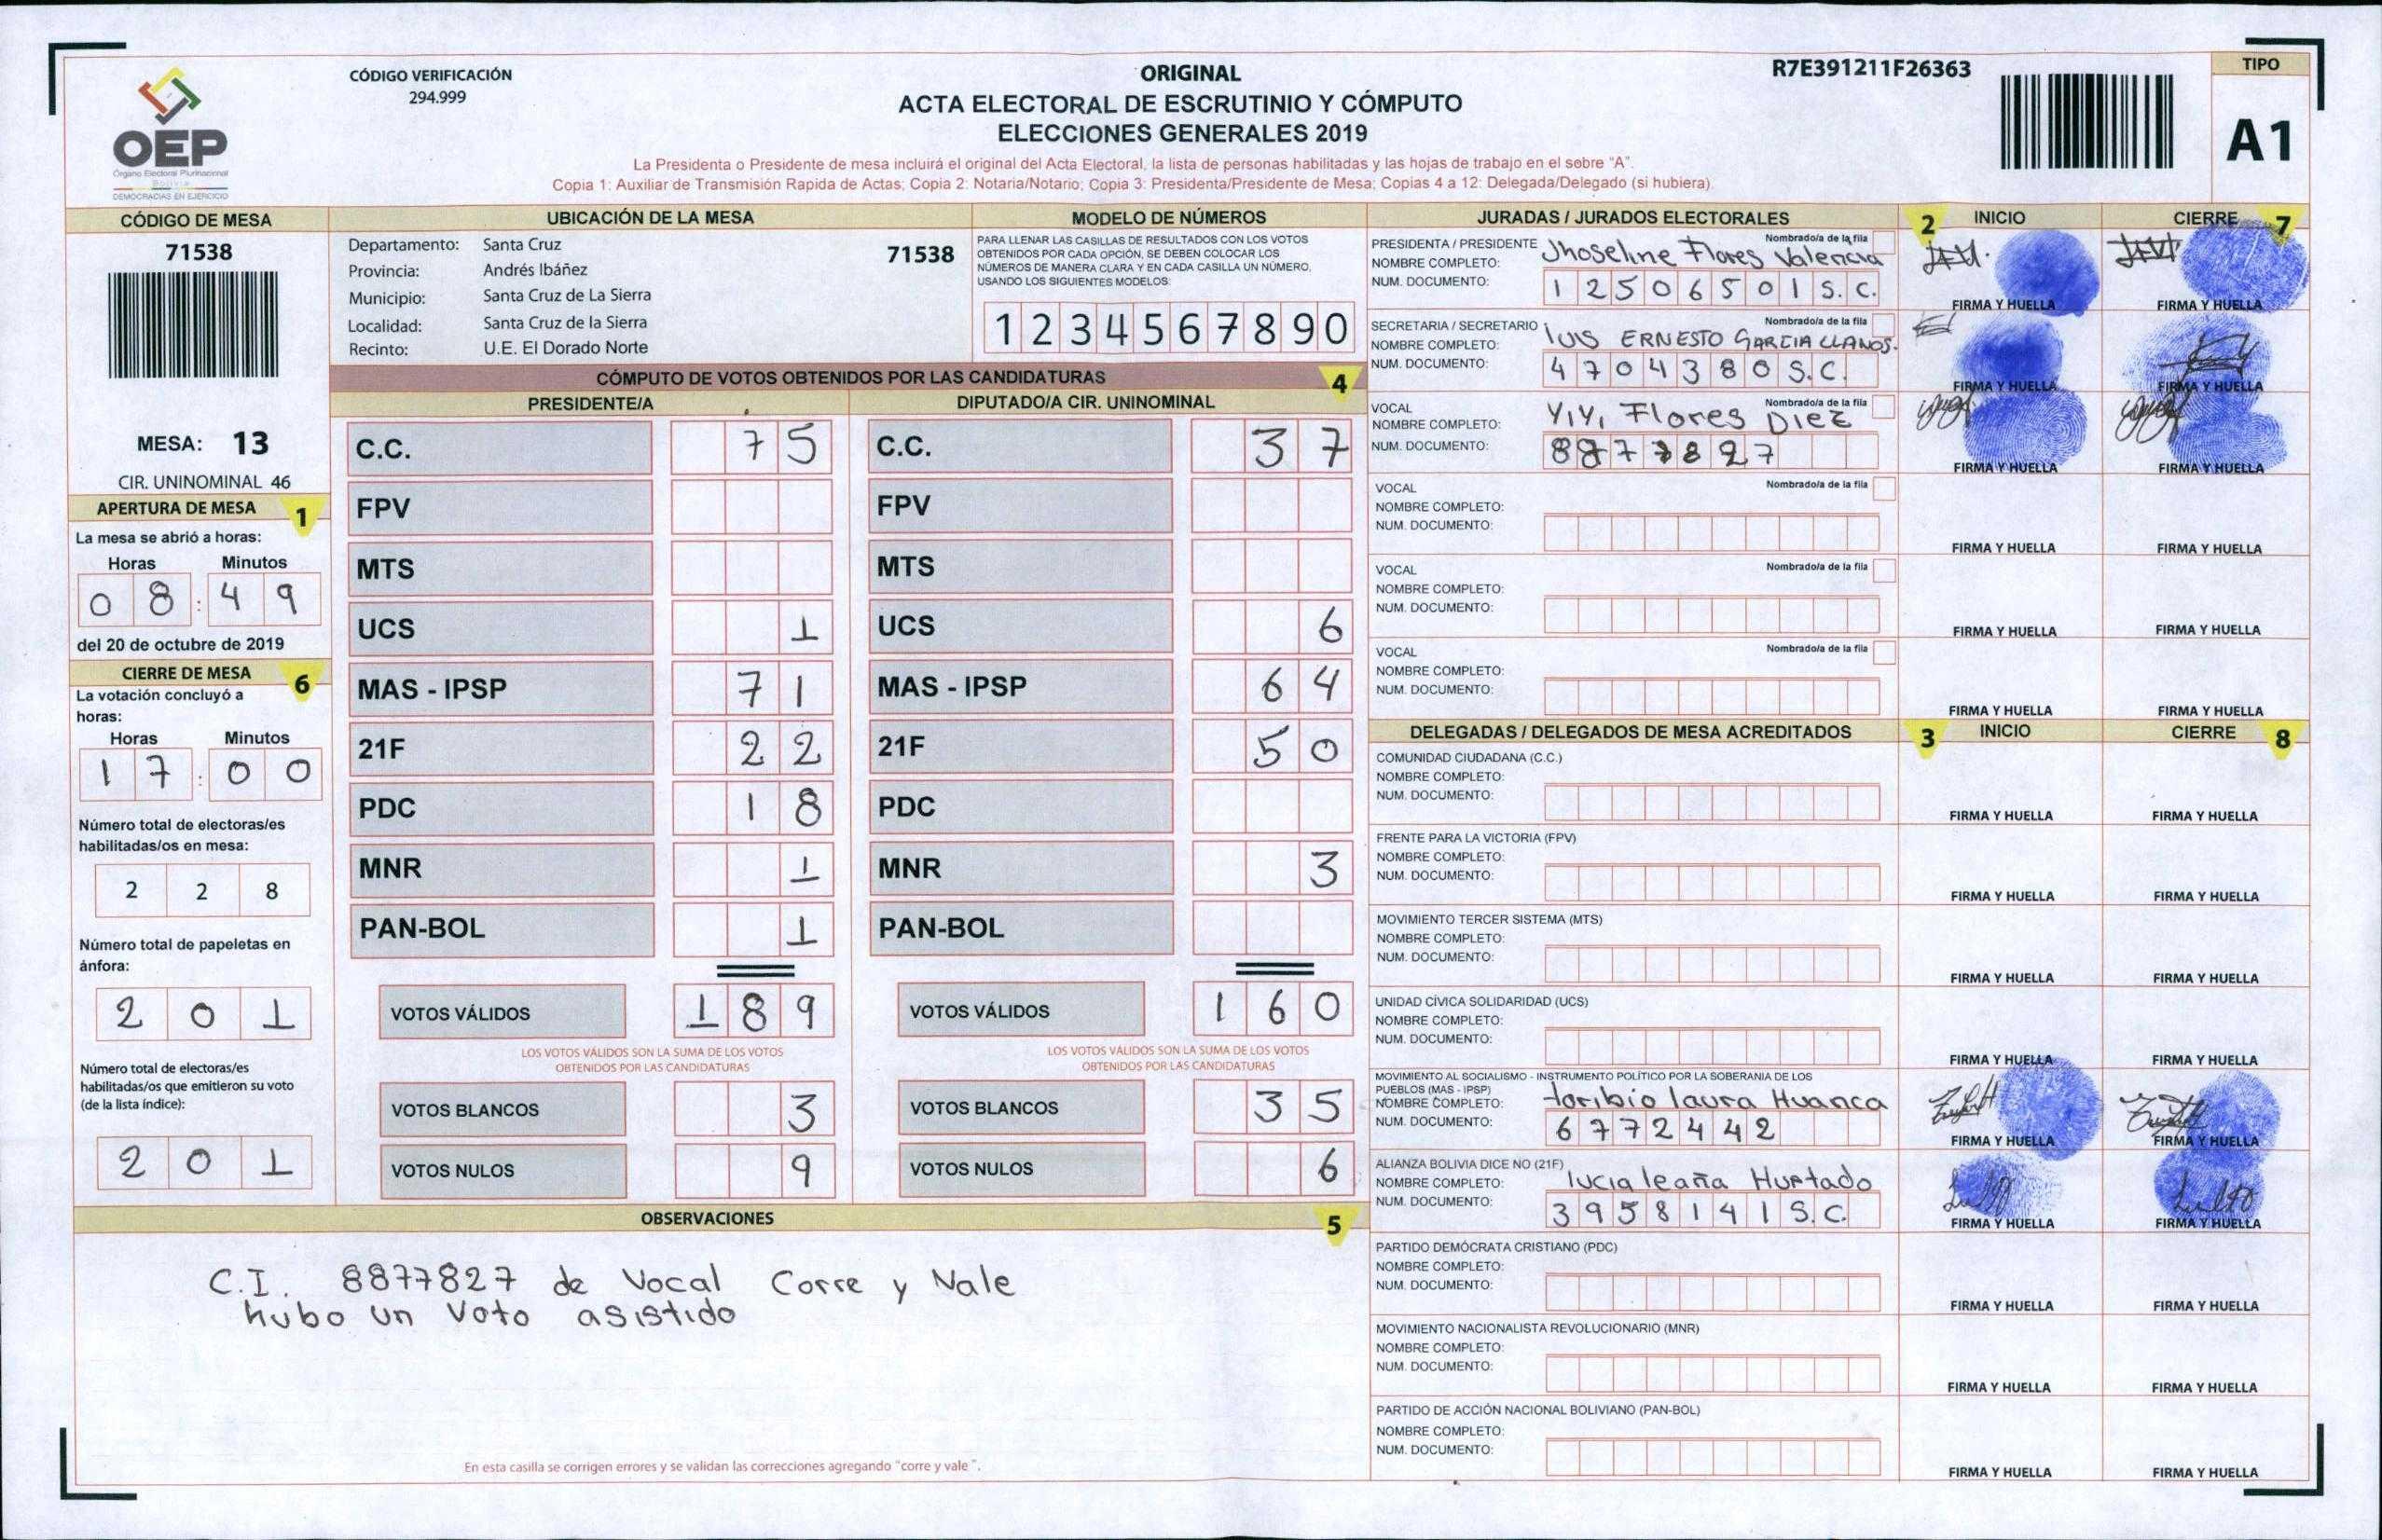 OEP
Órgano Electoral Plurinacional
Bolivia
DEMOCRACIAS EN EJERCICIO
CÓDIGO VERIFICACIÓN
294.999
ORIGINAL
ACTA ELECTORAL DE ESCRUTINIO Y CÓMPUTO
ELECCIONES GENERALES 2019
La Presidenta o Presidente de mesa incluirá el original del Acta Electoral, la lista de personas habilitadas y las hojas de trabajo en el sobre "A".
Copia 1: Auxiliar de Transmisión Rapida de Actas; Copia 2: Notaria/Notario; Copia 3: Presidenta/Presidente de Mesa; Copias 4 a 12: Delegada/Delegado (si hubiera).
R7E391211F26363
TIPO
A1
CÓDIGO DE MESA
71538
MESA: 13
CIR. UNINOMINAL 46
APERTURA DE MESA 1
La mesa se abrió a horas:
Horas Minutos
08:49
del 20 de octubre de 2019
CIERRE DE MESA 6
La votación concluyó a
horas:
Horas Minutos
17:00
Número total de electoras/es
habilitadas/os en mesa:
2 2 8
Número total de papeletas en
ánfora:
2 0 1
Número total de electoras/es
habilitadas/os que emitieron su voto
(de la lista índice):
2 0 1
UBICACIÓN DE LA MESA
Departamento: Santa Cruz 71538
Provincia: Andrés Ibáñez
Municipio: Santa Cruz de La Sierra
Localidad: Santa Cruz de la Sierra
Recinto: U.E. El Dorado Norte
MODELO DE NÚMEROS
PARA LLENAR LAS CASILLAS DE RESULTADOS CON LOS VOTOS
OBTENIDOS POR CADA OPCIÓN, SE DEBEN COLOCAR LOS
NÚMEROS DE MANERA CLARA Y EN CADA CASILLA UN NÚMERO,
USANDO LOS SIGUIENTES MODELOS:
1 2 3 4 5 6 7 8 9 0
CÓMPUTO DE VOTOS OBTENIDOS POR LAS CANDIDATURAS 4
PRESIDENTE/A
C.C. 75
FPV
MTS
UCS 1
MAS - IPSP 71
21F 22
PDC 18
MNR 1
PAN-BOL 1
VOTOS VÁLIDOS 189
LOS VOTOS VÁLIDOS SON LA SUMA DE LOS VOTOS
OBTENIDOS POR LAS CANDIDATURAS
VOTOS BLANCOS 3
VOTOS NULOS 9
DIPUTADO/A CIR. UNINOMINAL
C.C. 37
FPV
MTS
UCS 6
MAS - IPSP 64
21F 50
PDC
MNR 3
PAN-BOL
VOTOS VÁLIDOS 160
LOS VOTOS VÁLIDOS SON LA SUMA DE LOS VOTOS
OBTENIDOS POR LAS CANDIDATURAS
VOTOS BLANCOS 35
VOTOS NULOS 6
OBSERVACIONES 5
C.I. 8877827 de Vocal Corre y Vale
hubo un Voto asistido
En esta casilla se corrigen errores y se validan las correcciones agregando "corre y vale ".
JURADAS / JURADOS ELECTORALES 2 INICIO CIERRE 7
PRESIDENTA / PRESIDENTE Nombrado/a de la fila
NOMBRE COMPLETO: Jhoseline Flores Valencia
NUM. DOCUMENTO: 12506501 S.C.
FIRMA Y HUELLA FIRMA Y HUELLA
SECRETARIA / SECRETARIO Nombrado/a de la fila
NOMBRE COMPLETO: lUIS ERNESTO GARCIA LLANOS.
NUM. DOCUMENTO: 4704380 S.C.
FIRMA Y HUELLA FIRMA Y HUELLA
VOCAL Nombrado/a de la fila
NOMBRE COMPLETO: Yiyi Flores Diez
NUM. DOCUMENTO: 8877827
FIRMA Y HUELLA FIRMA Y HUELLA
VOCAL Nombrado/a de la fila
NOMBRE COMPLETO:
NUM. DOCUMENTO:
FIRMA Y HUELLA FIRMA Y HUELLA
VOCAL Nombrado/a de la fila
NOMBRE COMPLETO:
NUM. DOCUMENTO:
FIRMA Y HUELLA FIRMA Y HUELLA
VOCAL Nombrado/a de la fila
NOMBRE COMPLETO:
NUM. DOCUMENTO:
FIRMA Y HUELLA FIRMA Y HUELLA
DELEGADAS / DELEGADOS DE MESA ACREDITADOS 3 INICIO CIERRE 8
COMUNIDAD CIUDADANA (C.C.)
NOMBRE COMPLETO:
NUM. DOCUMENTO:
FIRMA Y HUELLA FIRMA Y HUELLA
FRENTE PARA LA VICTORIA (FPV)
NOMBRE COMPLETO:
NUM. DOCUMENTO:
FIRMA Y HUELLA FIRMA Y HUELLA
MOVIMIENTO TERCER SISTEMA (MTS)
NOMBRE COMPLETO:
NUM. DOCUMENTO:
FIRMA Y HUELLA FIRMA Y HUELLA
UNIDAD CÍVICA SOLIDARIDAD (UCS)
NOMBRE COMPLETO:
NUM. DOCUMENTO:
FIRMA Y HUELLA FIRMA Y HUELLA
MOVIMIENTO AL SOCIALISMO - INSTRUMENTO POLÍTICO POR LA SOBERANIA DE LOS
PUEBLOS (MAS - IPSP)
NOMBRE COMPLETO: toribio laura Huanca
NUM. DOCUMENTO: 6772442
FIRMA Y HUELLA FIRMA Y HUELLA
ALIANZA BOLIVIA DICE NO (21F)
NOMBRE COMPLETO: lucia leaña Hurtado
NUM. DOCUMENTO: 3958141 S.C.
FIRMA Y HUELLA FIRMA Y HUELLA
PARTIDO DEMÓCRATA CRISTIANO (PDC)
NOMBRE COMPLETO:
NUM. DOCUMENTO:
FIRMA Y HUELLA FIRMA Y HUELLA
MOVIMIENTO NACIONALISTA REVOLUCIONARIO (MNR)
NOMBRE COMPLETO:
NUM. DOCUMENTO:
FIRMA Y HUELLA FIRMA Y HUELLA
PARTIDO DE ACCIÓN NACIONAL BOLIVIANO (PAN-BOL)
NOMBRE COMPLETO:
NUM. DOCUMENTO:
FIRMA Y HUELLA FIRMA Y HUELLA